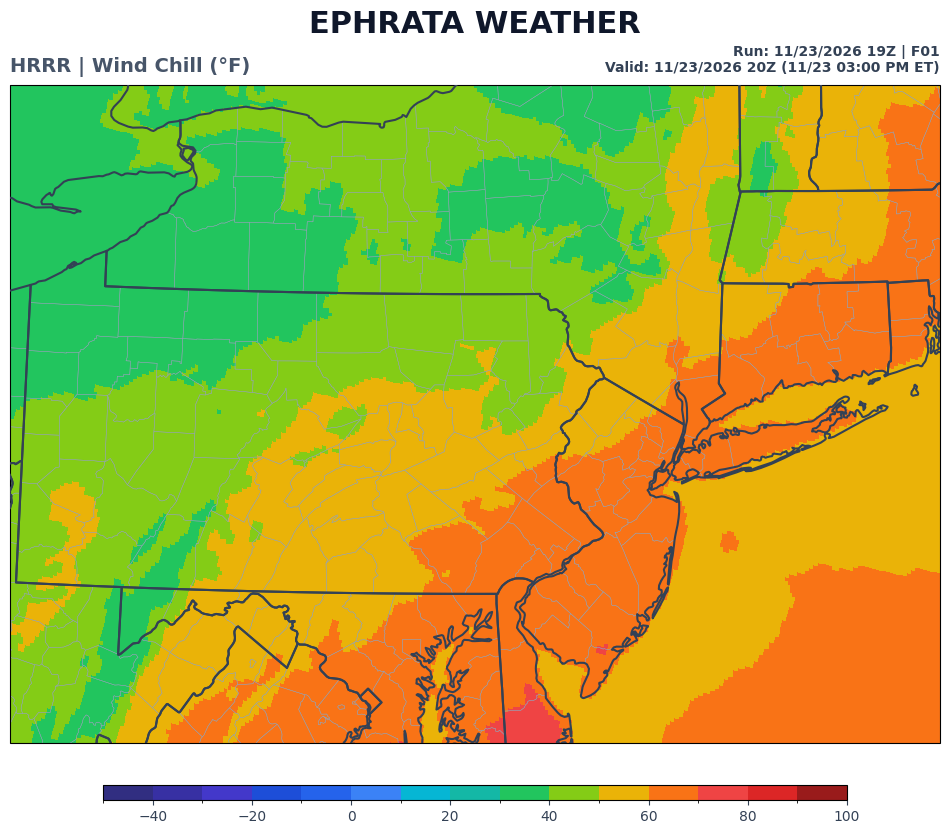 EPHRATA WEATHER
HRRR | Wind Chill (°F)
Run: 11/23/2026 19Z | F01
Valid: 11/23/2026 20Z (11/23 03:00 PM ET)
−40 −20 0 20 40 60 80 100